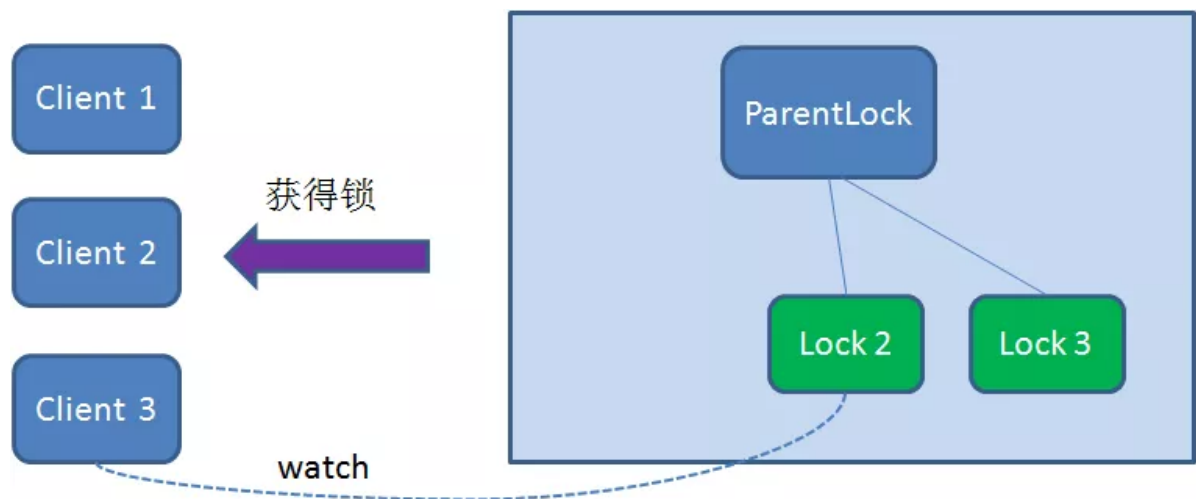 Client 1
ParentLock
获得锁
Client 2
Lock 2
Lock 3
Client 3
watch